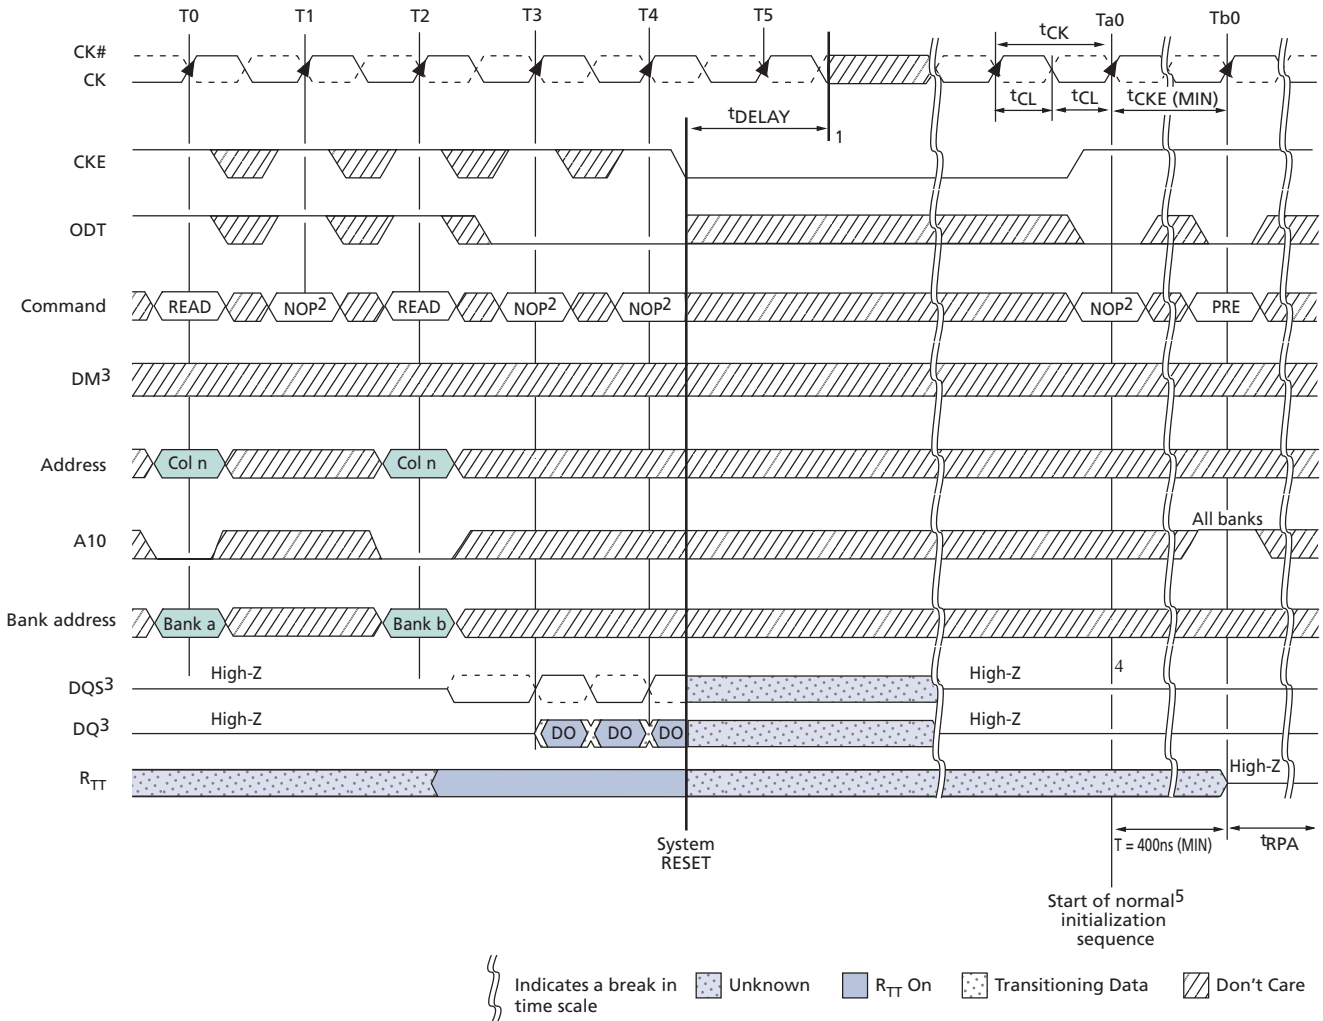 T0 T1 T2 T3 T4 T5 Ta0 Tb0
CK#
CK
tCK
tCL tCL tCKE (MIN)
tDELAY
1
CKE
ODT
Command READ NOP2 READ NOP2 NOP2 NOP2 PRE
DM3
Address Col n Col n
A10 All banks
Bank address Bank a Bank b
DQS3 High-Z High-Z 4
DQ3 High-Z DO DO DO High-Z
RTT High-Z
System
RESET
T = 400ns (MIN) tRPA
Start of normal5
initialization
sequence
Indicates a break in
time scale
Unknown
RTT On
Transitioning Data
Don't Care